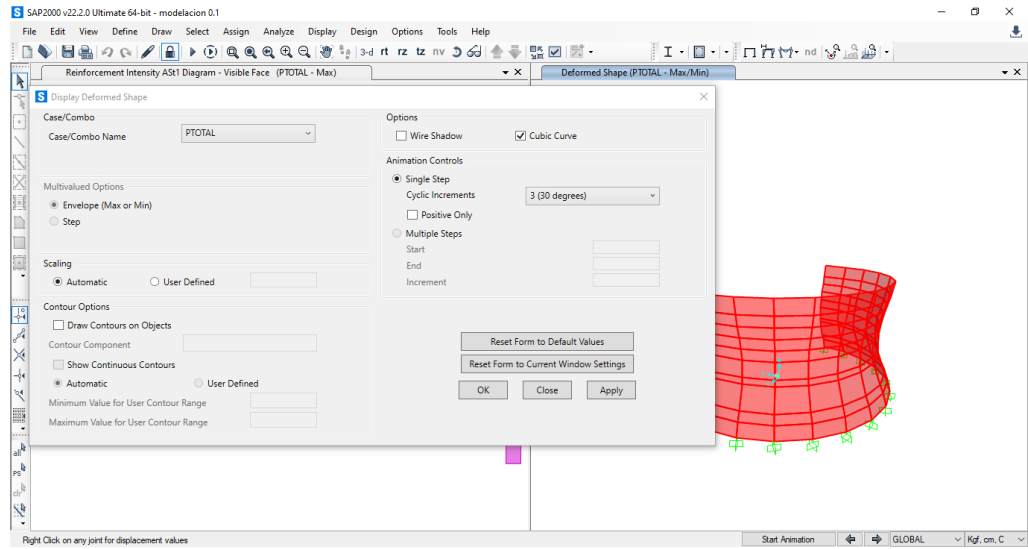 SAP2000 v22.2.0 Ultimate 64-bit - modelacion 0.1
File Edit View Define Draw Select Assign Analyze Display Design Options Tools Help
3-d rt rz tz nv
nd
Reinforcement Intensity ASt1 Diagram - Visible Face (PTOTAL - Max)
Deformed Shape (PTOTAL - Max/Min)
Display Deformed Shape
Case/Combo
Case/Combo Name PTOTAL
Multivalued Options
Envelope (Max or Min)
Step
Scaling
Automatic User Defined
Contour Options
Draw Contours on Objects
Contour Component
Show Continuous Contours
Automatic User Defined
Minimum Value for User Contour Range
Maximum Value for User Contour Range
Options
Wire Shadow Cubic Curve
Animation Controls
Single Step
Cyclic Increments 3 (30 degrees)
Positive Only
Multiple Steps
Start
End
Increment
Reset Form to Default Values
Reset Form to Current Window Settings
OK Close Apply
all
PS
clr
Right Click on any joint for displacement values
Start Animation GLOBAL Kgf, cm, C